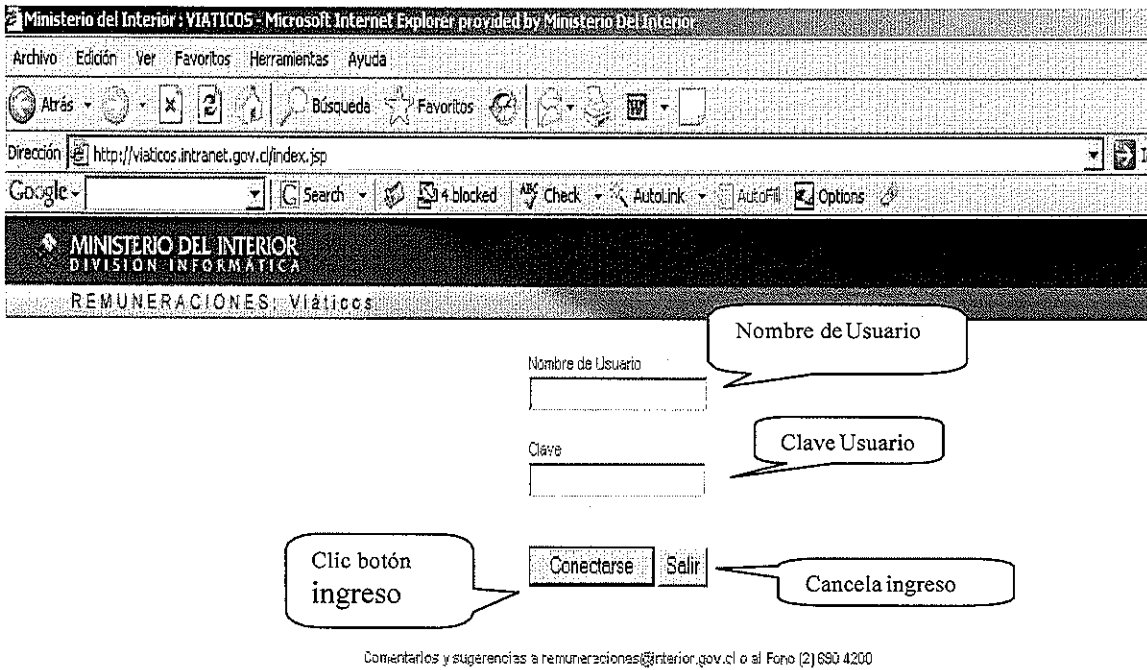 Ministerio del Interior : VIATICOS - Microsoft Internet Explorer provided by Ministerio Del Interior
Archivo Edición Ver Favoritos Herramientas Ayuda
Atrás Búsqueda Favoritos
Dirección http://viaticos.intranet.gov.cl/index.jsp
Google Search 4 blocked Check AutoLink AutoFill Options
MINISTERIO DEL INTERIOR
DIVISION INFORMÁTICA
REMUNERACIONES: Viáticos
Nombre de Usuario
Nombre de Usuario
Clave Usuario
Clave
Clic botón
ingreso
Conectarse Salir
Cancela ingreso
Comentarios y sugerencias a remuneraciones@interior.gov.cl o al Fono (2) 690 4200